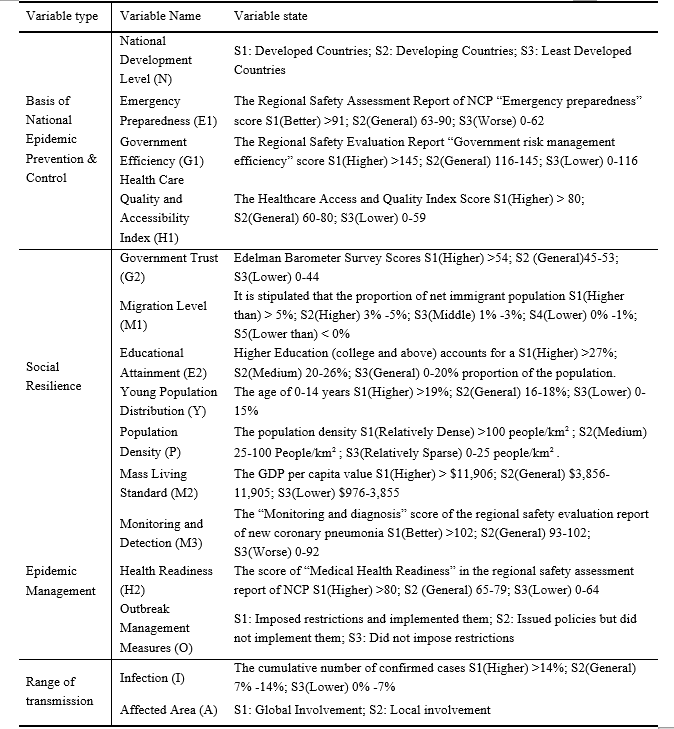 Variable type Variable Name Variable state
Basis of
National
Epidemic
Prevention &
Control
National
Development
Level (N)
S1: Developed Countries; S2: Developing Countries; S3: Least Developed
Countries
Emergency
Preparedness (E1)
The Regional Safety Assessment Report of NCP “Emergency preparedness”
score S1(Better) >91; S2(General) 63-90; S3(Worse) 0-62
Government
Efficiency (G1)
The Regional Safety Evaluation Report “Government risk management
efficiency” score S1(Higher) >145; S2(General) 116-145; S3(Lower) 0-116
Health Care
Quality and
Accessibility
Index (H1)
The Healthcare Access and Quality Index Score S1(Higher) > 80;
S2(General) 60-80; S3(Lower) 0-59
Social
Resilience
Government Trust
(G2)
Edelman Barometer Survey Scores S1(Higher) >54; S2 (General)45-53;
S3(Lower) 0-44
Migration Level
(M1)
It is stipulated that the proportion of net immigrant population S1(Higher
than) > 5%; S2(Higher) 3% -5%; S3(Middle) 1% -3%; S4(Lower) 0% -1%;
S5(Lower than) < 0%
Educational
Attainment (E2)
Higher Education (college and above) accounts for a S1(Higher) >27%;
S2(Medium) 20-26%; S3(General) 0-20% proportion of the population.
Young Population
Distribution (Y)
The age of 0-14 years S1(Higher) >19%; S2(General) 16-18%; S3(Lower) 0-
15%
Population
Density (P)
The population density S1(Relatively Dense) >100 people/km² ; S2(Medium)
25-100 People/km² ; S3(Relatively Sparse) 0-25 people/km² .
Mass Living
Standard (M2)
The GDP per capita value S1(Higher) > $11,906; S2(General) $3,856-
11,905; S3(Lower) $976-3,855
Epidemic
Management
Monitoring and
Detection (M3)
The “Monitoring and diagnosis” score of the regional safety evaluation report
of new coronary pneumonia S1(Better) >102; S2(General) 93-102;
S3(Worse) 0-92
Health Readiness
(H2)
The score of “Medical Health Readiness” in the regional safety assessment
report of NCP S1(Higher) >80; S2 (General) 65-79; S3(Lower) 0-64
Outbreak
Management
Measures (O)
S1: Imposed restrictions and implemented them; S2: Issued policies but did
not implement them; S3: Did not impose restrictions
Range of
transmission
Infection (I)
The cumulative number of confirmed cases S1(Higher) >14%; S2(General)
7% -14%; S3(Lower) 0% -7%
Affected Area (A) S1: Global Involvement; S2: Local involvement